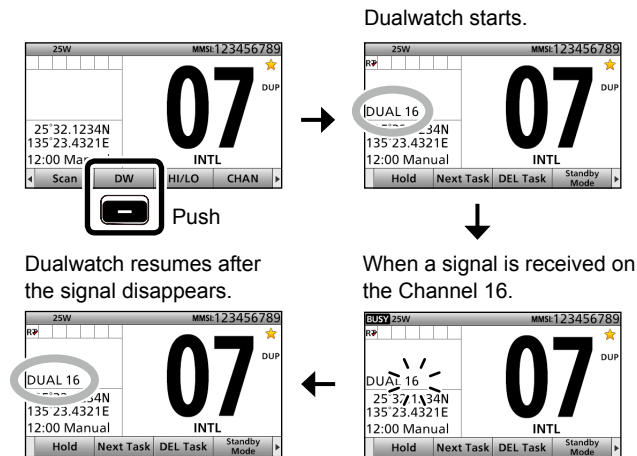 25W MMSI:123456789
07
DUP
25°32.1234N
135°23.4321E
12:00 Manual
INTL
Scan DW HI/LO CHAN
Push
Dualwatch starts.
25W MMSI:123456789
RT
07
DUP
DUAL 16
34N
135°23.4321E
12:00 Manual
INTL
Hold Next Task DEL Task Standby Mode
When a signal is received on
the Channel 16.
BUSY 25W MMSI:123456789
07
DUP
DUAL 16
135°23.4321E
12:00 Manual
INTL
Hold Next Task DEL Task Standby Mode
Dualwatch resumes after
the signal disappears.
25W MMSI:123456789
RT
07
DUP
DUAL 16
34N
135°23.4321E
12:00 Manual
INTL
Hold Next Task DEL Task Standby Mode